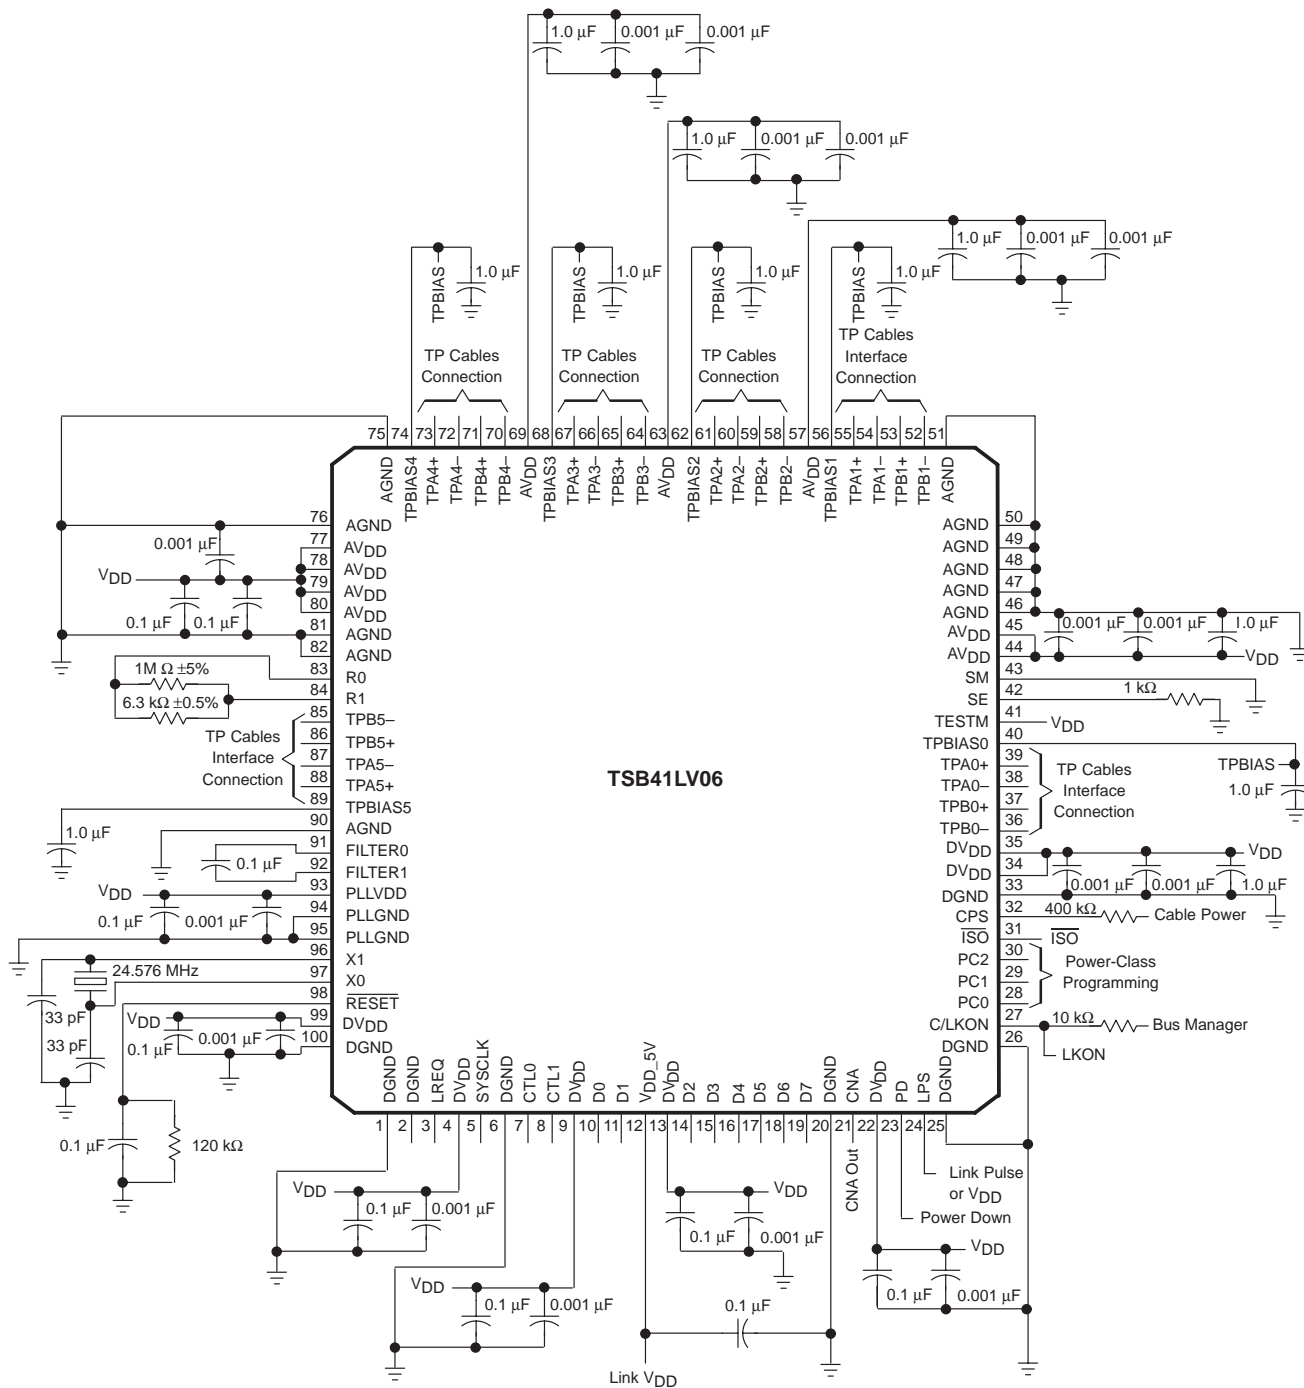 1.0 µF
0.001 µF
0.001 µF
1.0 µF
0.001 µF
0.001 µF
1.0 µF
0.001 µF
0.001 µF
TPBIAS
1.0 µF
TPBIAS
1.0 µF
TPBIAS
1.0 µF
TPBIAS
1.0 µF
TP Cables
Connection
TP Cables
Connection
TP Cables
Connection
TP Cables
Interface
Connection
75 74 73 72 71 70 69 68 67 66 65 64 63 62 61 60 59 58 57 56 55 54 53 52 51
AGND
TPBIAS4
TPA4+
TPA4–
TPB4+
TPB4–
AVDD
TPBIAS3
TPA3+
TPA3–
TPB3+
TPB3–
AVDD
TPBIAS2
TPA2+
TPA2–
TPB2+
TPB2–
AVDD
TPBIAS1
TPA1+
TPA1–
TPB1+
TPB1–
AGND
76 AGND
77 AVDD
78 AVDD
79 AVDD
80 AVDD
81 AGND
82 AGND
83 R0
84 R1
85 TPB5–
86 TPB5+
87 TPA5–
88 TPA5+
89 TPBIAS5
90 AGND
91 FILTER0
92 FILTER1
93 PLLVDD
94 PLLGND
95 PLLGND
96 X1
97 X0
98 RESET
99 DVDD
100 DGND
0.001 µF
VDD
0.1 µF
0.1 µF
1M Ω ±5%
6.3 kΩ ±0.5%
TP Cables
Interface
Connection
1.0 µF
0.1 µF
VDD
0.1 µF
0.001 µF
24.576 MHz
33 pF
33 pF
VDD
0.1 µF
0.001 µF
0.1 µF
120 kΩ
TSB41LV06
AGND 50
AGND 49
AGND 48
AGND 47
AGND 46
AVDD 45
AVDD 44
SM 43
SE 42
TESTM 41
TPBIAS0 40
TPA0+ 39
TPA0– 38
TPB0+ 37
TPB0– 36
DVDD 35
DVDD 34
DGND 33
CPS 32
ISO 31
PC2 30
PC1 29
PC0 28
C/LKON 27
DGND 26
0.001 µF
0.001 µF
1.0 µF
VDD
1 kΩ
VDD
TPBIAS
1.0 µF
TP Cables
Interface
Connection
VDD
0.001 µF
0.001 µF
1.0 µF
400 kΩ
Cable Power
ISO
Power-Class
Programming
10 kΩ
Bus Manager
LKON
DGND
DGND
LREQ
DVDD
SYSCLK
DGND
CTL0
CTL1
DVDD
D0
D1
VDD_5V
DVDD
D2
D3
D4
D5
D6
D7
DGND
CNA
DVDD
PD
LPS
DGND
1 2 3 4 5 6 7 8 9 10 11 12 13 14 15 16 17 18 19 20 21 22 23 24 25
VDD
0.1 µF
0.001 µF
VDD
0.1 µF
0.001 µF
VDD
0.1 µF
0.001 µF
0.1 µF
Link VDD
CNA Out
Link Pulse
or VDD
Power Down
VDD
0.1 µF
0.001 µF